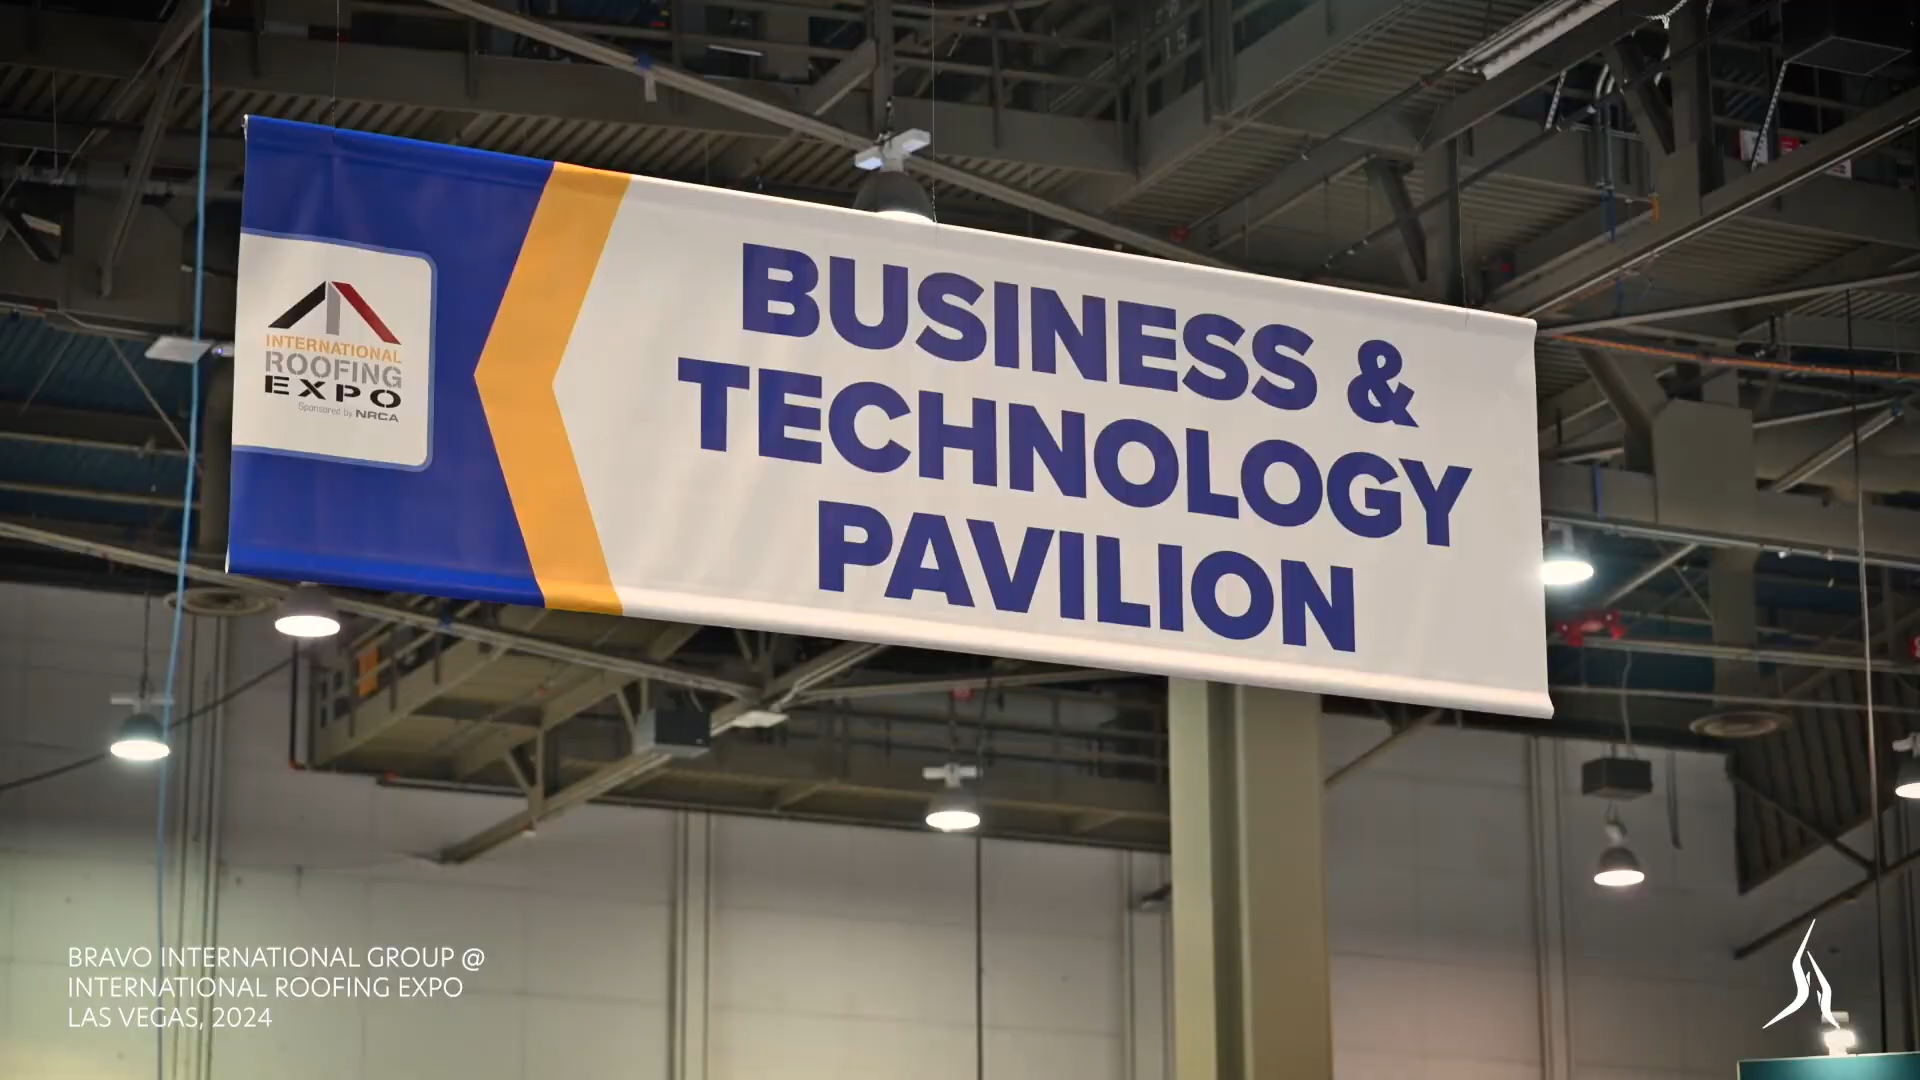 INTERNATIONAL
ROOFING
EXPO
Sponsored by NRCA
BUSINESS &
TECHNOLOGY
PAVILION
BRAVO INTERNATIONAL GROUP @
INTERNATIONAL ROOFING EXPO
LAS VEGAS, 2024